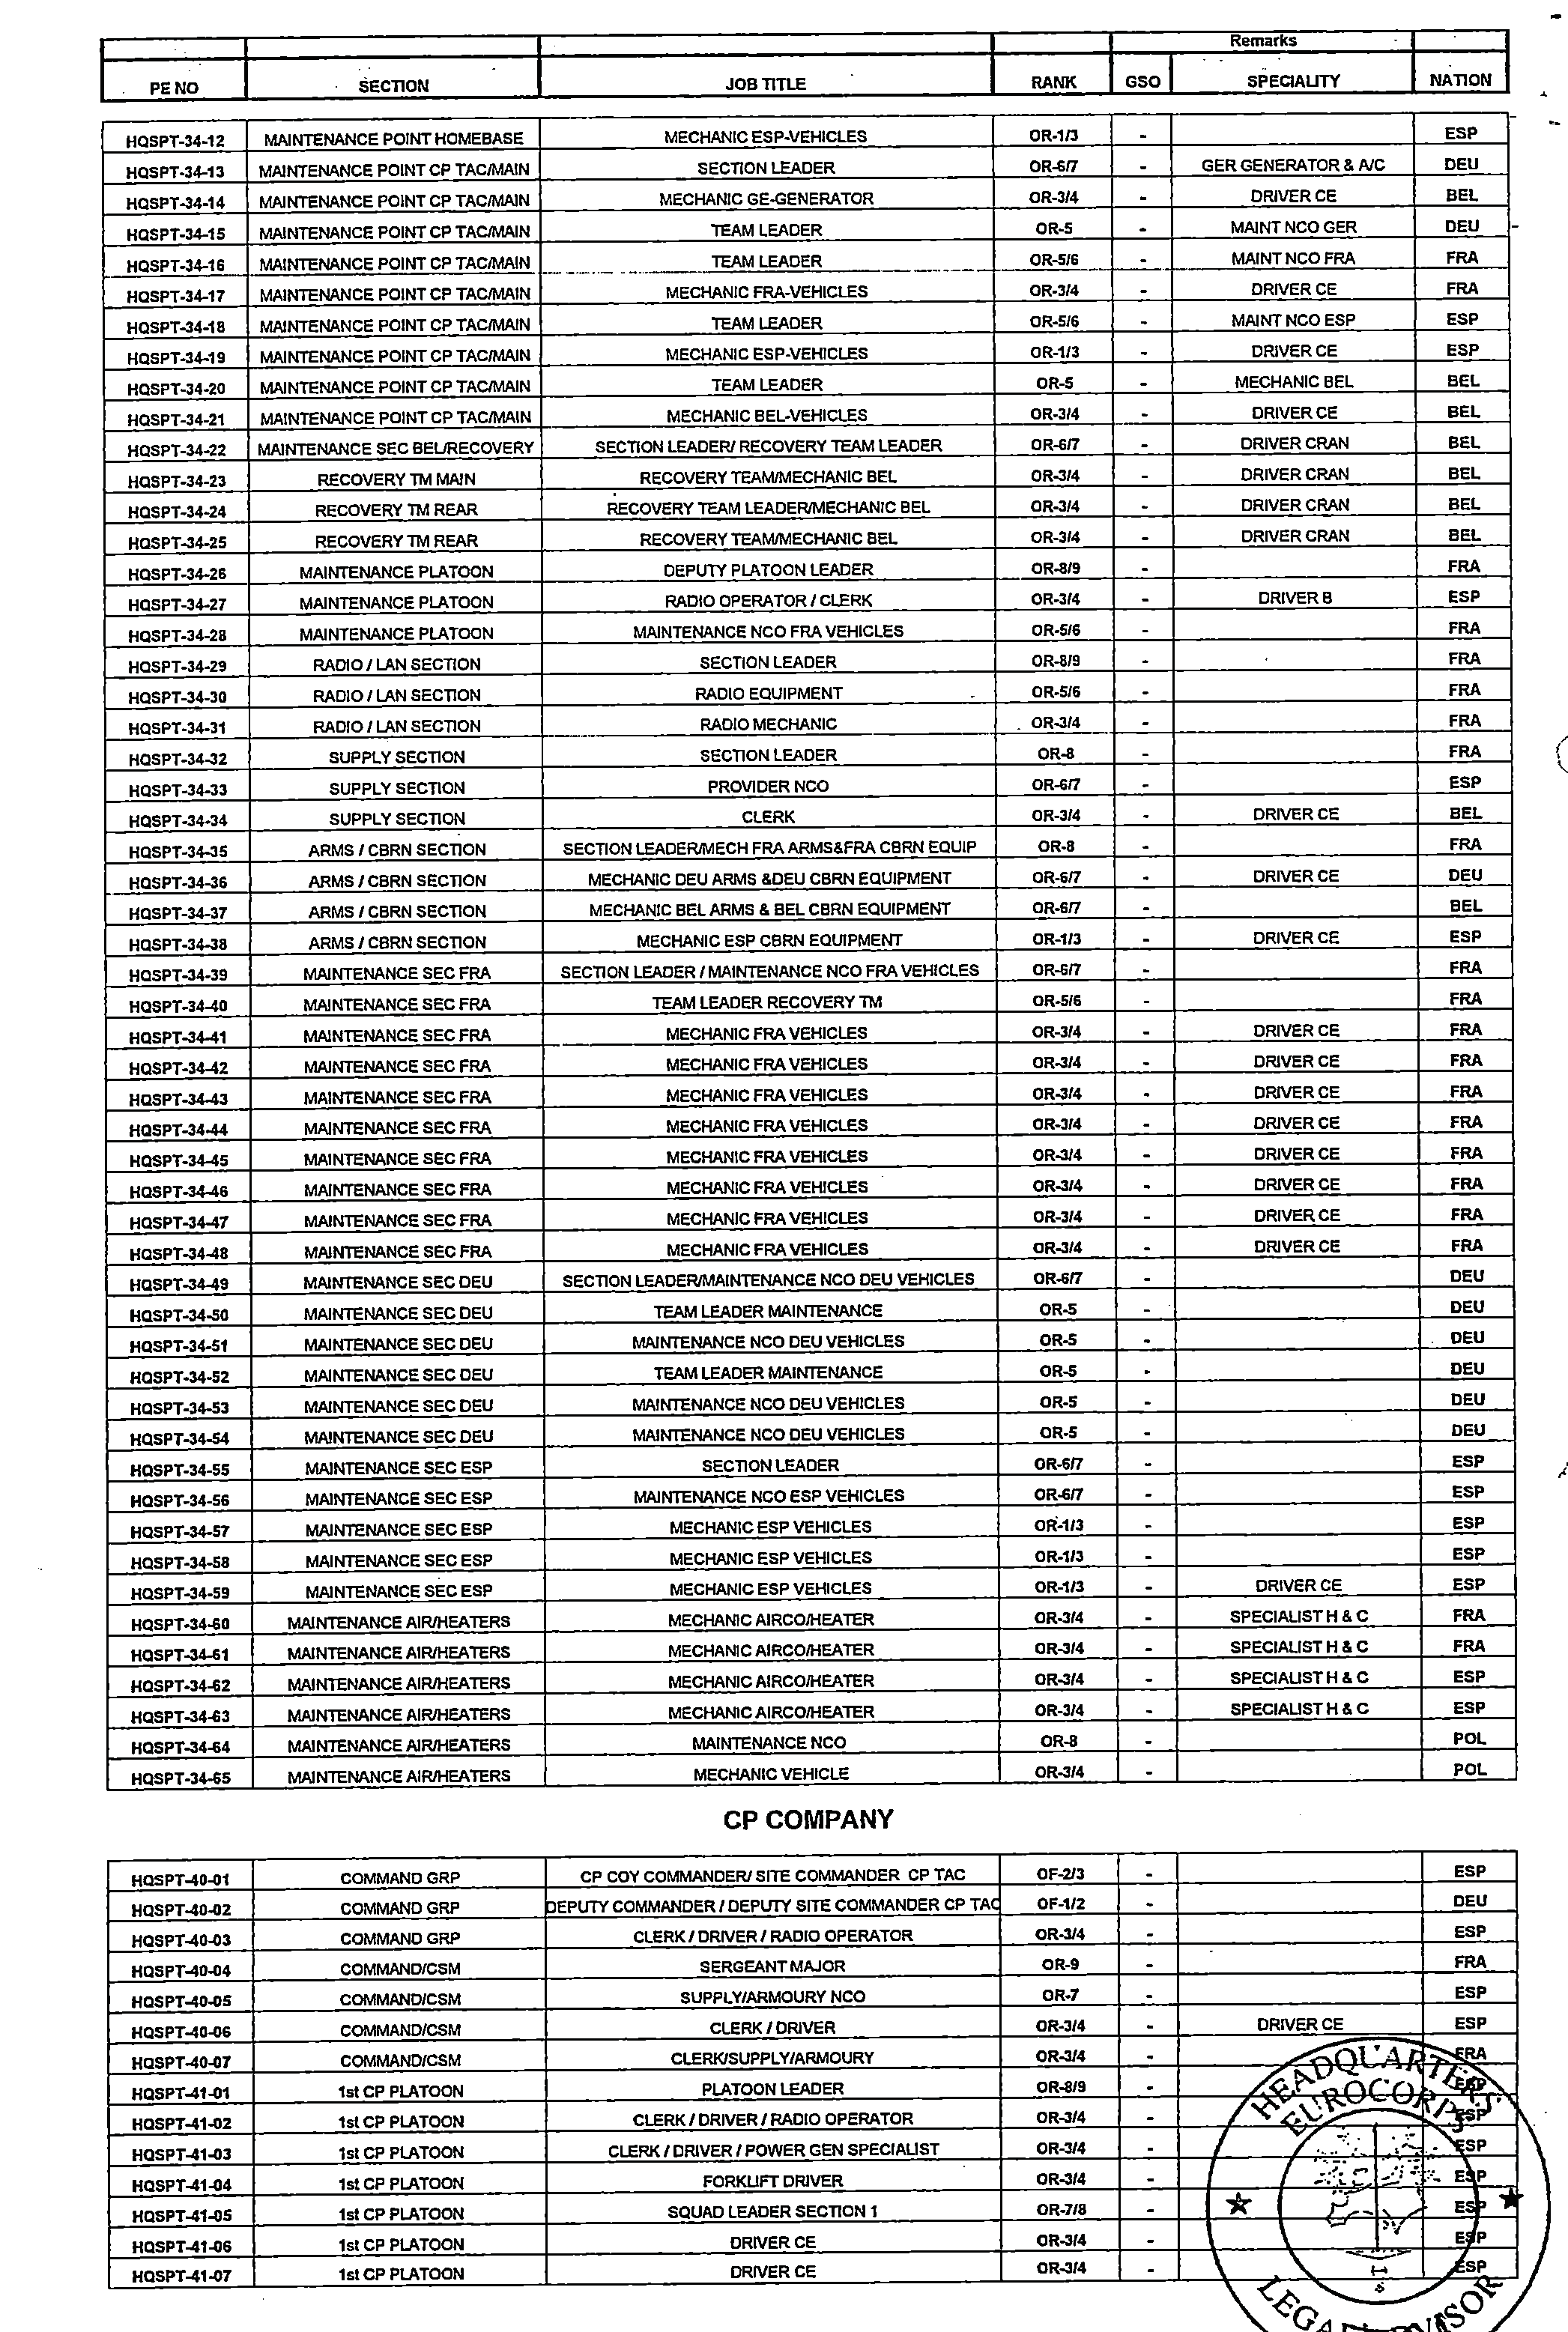 Remarks
PE NO SECTION JOB TITLE RANK GSO SPECIALITY NATION
HQSPT-34-12 MAINTENANCE POINT HOMEBASE MECHANIC ESP-VEHICLES OR-1/3 - ESP
HQSPT-34-13 MAINTENANCE POINT CP TAC/MAIN SECTION LEADER OR-6/7 - GER GENERATOR & A/C DEU
HQSPT-34-14 MAINTENANCE POINT CP TAC/MAIN MECHANIC GE-GENERATOR OR-3/4 - DRIVER CE BEL
HQSPT-34-15 MAINTENANCE POINT CP TAC/MAIN TEAM LEADER OR-5 - MAINT NCO GER DEU
HQSPT-34-16 MAINTENANCE POINT CP TAC/MAIN TEAM LEADER OR-5/6 - MAINT NCO FRA FRA
HQSPT-34-17 MAINTENANCE POINT CP TAC/MAIN MECHANIC FRA-VEHICLES OR-3/4 - DRIVER CE FRA
HQSPT-34-18 MAINTENANCE POINT CP TAC/MAIN TEAM LEADER OR-5/6 - MAINT NCO ESP ESP
HQSPT-34-19 MAINTENANCE POINT CP TAC/MAIN MECHANIC ESP-VEHICLES OR-1/3 - DRIVER CE ESP
HQSPT-34-20 MAINTENANCE POINT CP TAC/MAIN TEAM LEADER OR-5 - MECHANIC BEL BEL
HQSPT-34-21 MAINTENANCE POINT CP TAC/MAIN MECHANIC BEL-VEHICLES OR-3/4 - DRIVER CE BEL
HQSPT-34-22 MAINTENANCE SEC BEL/RECOVERY SECTION LEADER/ RECOVERY TEAM LEADER OR-6/7 - DRIVER CRAN BEL
HQSPT-34-23 RECOVERY TM MAIN RECOVERY TEAM/MECHANIC BEL OR-3/4 - DRIVER CRAN BEL
HQSPT-34-24 RECOVERY TM REAR RECOVERY TEAM LEADER/MECHANIC BEL OR-3/4 - DRIVER CRAN BEL
HQSPT-34-25 RECOVERY TM REAR RECOVERY TEAM/MECHANIC BEL OR-3/4 - DRIVER CRAN BEL
HQSPT-34-26 MAINTENANCE PLATOON DEPUTY PLATOON LEADER OR-8/9 - FRA
HQSPT-34-27 MAINTENANCE PLATOON RADIO OPERATOR / CLERK OR-3/4 - DRIVER B ESP
HQSPT-34-28 MAINTENANCE PLATOON MAINTENANCE NCO FRA VEHICLES OR-5/6 - FRA
HQSPT-34-29 RADIO / LAN SECTION SECTION LEADER OR-8/9 - FRA
HQSPT-34-30 RADIO / LAN SECTION RADIO EQUIPMENT OR-5/6 - FRA
HQSPT-34-31 RADIO / LAN SECTION RADIO MECHANIC OR-3/4 - FRA
HQSPT-34-32 SUPPLY SECTION SECTION LEADER OR-8 - FRA
HQSPT-34-33 SUPPLY SECTION PROVIDER NCO OR-6/7 - ESP
HQSPT-34-34 SUPPLY SECTION CLERK OR-3/4 - DRIVER CE BEL
HQSPT-34-35 ARMS / CBRN SECTION SECTION LEADER/MECH FRA ARMS&FRA CBRN EQUIP OR-8 - FRA
HQSPT-34-36 ARMS / CBRN SECTION MECHANIC DEU ARMS &DEU CBRN EQUIPMENT OR-6/7 - DRIVER CE DEU
HQSPT-34-37 ARMS / CBRN SECTION MECHANIC BEL ARMS & BEL CBRN EQUIPMENT OR-6/7 - BEL
HQSPT-34-38 ARMS / CBRN SECTION MECHANIC ESP CBRN EQUIPMENT OR-1/3 - DRIVER CE ESP
HQSPT-34-39 MAINTENANCE SEC FRA SECTION LEADER / MAINTENANCE NCO FRA VEHICLES OR-6/7 - FRA
HQSPT-34-40 MAINTENANCE SEC FRA TEAM LEADER RECOVERY TM OR-5/6 - FRA
HQSPT-34-41 MAINTENANCE SEC FRA MECHANIC FRA VEHICLES OR-3/4 - DRIVER CE FRA
HQSPT-34-42 MAINTENANCE SEC FRA MECHANIC FRA VEHICLES OR-3/4 - DRIVER CE FRA
HQSPT-34-43 MAINTENANCE SEC FRA MECHANIC FRA VEHICLES OR-3/4 - DRIVER CE FRA
HQSPT-34-44 MAINTENANCE SEC FRA MECHANIC FRA VEHICLES OR-3/4 - DRIVER CE FRA
HQSPT-34-45 MAINTENANCE SEC FRA MECHANIC FRA VEHICLES OR-3/4 - DRIVER CE FRA
HQSPT-34-46 MAINTENANCE SEC FRA MECHANIC FRA VEHICLES OR-3/4 - DRIVER CE FRA
HQSPT-34-47 MAINTENANCE SEC FRA MECHANIC FRA VEHICLES OR-3/4 - DRIVER CE FRA
HQSPT-34-48 MAINTENANCE SEC FRA MECHANIC FRA VEHICLES OR-3/4 - DRIVER CE FRA
HQSPT-34-49 MAINTENANCE SEC DEU SECTION LEADER/MAINTENANCE NCO DEU VEHICLES OR-6/7 - DEU
HQSPT-34-50 MAINTENANCE SEC DEU TEAM LEADER MAINTENANCE OR-5 - DEU
HQSPT-34-51 MAINTENANCE SEC DEU MAINTENANCE NCO DEU VEHICLES OR-5 - DEU
HQSPT-34-52 MAINTENANCE SEC DEU TEAM LEADER MAINTENANCE OR-5 - DEU
HQSPT-34-53 MAINTENANCE SEC DEU MAINTENANCE NCO DEU VEHICLES OR-5 - DEU
HQSPT-34-54 MAINTENANCE SEC DEU MAINTENANCE NCO DEU VEHICLES OR-5 - DEU
HQSPT-34-55 MAINTENANCE SEC ESP SECTION LEADER OR-6/7 - ESP
HQSPT-34-56 MAINTENANCE SEC ESP MAINTENANCE NCO ESP VEHICLES OR-6/7 - ESP
HQSPT-34-57 MAINTENANCE SEC ESP MECHANIC ESP VEHICLES OR-1/3 - ESP
HQSPT-34-58 MAINTENANCE SEC ESP MECHANIC ESP VEHICLES OR-1/3 - ESP
HQSPT-34-59 MAINTENANCE SEC ESP MECHANIC ESP VEHICLES OR-1/3 - DRIVER CE ESP
HQSPT-34-60 MAINTENANCE AIR/HEATERS MECHANIC AIRCO/HEATER OR-3/4 - SPECIALIST H & C FRA
HQSPT-34-61 MAINTENANCE AIR/HEATERS MECHANIC AIRCO/HEATER OR-3/4 - SPECIALIST H & C FRA
HQSPT-34-62 MAINTENANCE AIR/HEATERS MECHANIC AIRCO/HEATER OR-3/4 - SPECIALIST H & C ESP
HQSPT-34-63 MAINTENANCE AIR/HEATERS MECHANIC AIRCO/HEATER OR-3/4 - SPECIALIST H & C ESP
HQSPT-34-64 MAINTENANCE AIR/HEATERS MAINTENANCE NCO OR-8 - POL
HQSPT-34-65 MAINTENANCE AIR/HEATERS MECHANIC VEHICLE OR-3/4 - POL
CP COMPANY
HQSPT-40-01 COMMAND GRP CP COY COMMANDER/ SITE COMMANDER CP TAC OF-2/3 - ESP
HQSPT-40-02 COMMAND GRP DEPUTY COMMANDER / DEPUTY SITE COMMANDER CP TAC OF-1/2 - DEU
HQSPT-40-03 COMMAND GRP CLERK / DRIVER / RADIO OPERATOR OR-3/4 - ESP
HQSPT-40-04 COMMAND/CSM SERGEANT MAJOR OR-9 - FRA
HQSPT-40-05 COMMAND/CSM SUPPLY/ARMOURY NCO OR-7 - ESP
HQSPT-40-06 COMMAND/CSM CLERK / DRIVER OR-3/4 - DRIVER CE ESP
HQSPT-40-07 COMMAND/CSM CLERK/SUPPLY/ARMOURY OR-3/4 - FRA
HQSPT-41-01 1st CP PLATOON PLATOON LEADER OR-8/9 - ESP
HQSPT-41-02 1st CP PLATOON CLERK / DRIVER / RADIO OPERATOR OR-3/4 - ESP
HQSPT-41-03 1st CP PLATOON CLERK / DRIVER / POWER GEN SPECIALIST OR-3/4 - ESP
HQSPT-41-04 1st CP PLATOON FORKLIFT DRIVER OR-3/4 - ESP
HQSPT-41-05 1st CP PLATOON SQUAD LEADER SECTION 1 OR-7/8 - ESP
HQSPT-41-06 1st CP PLATOON DRIVER CE OR-3/4 - ESP
HQSPT-41-07 1st CP PLATOON DRIVER CE OR-3/4 - ESP
HEADQUARTERS
EUROCORPS
LEGAL ADVISOR